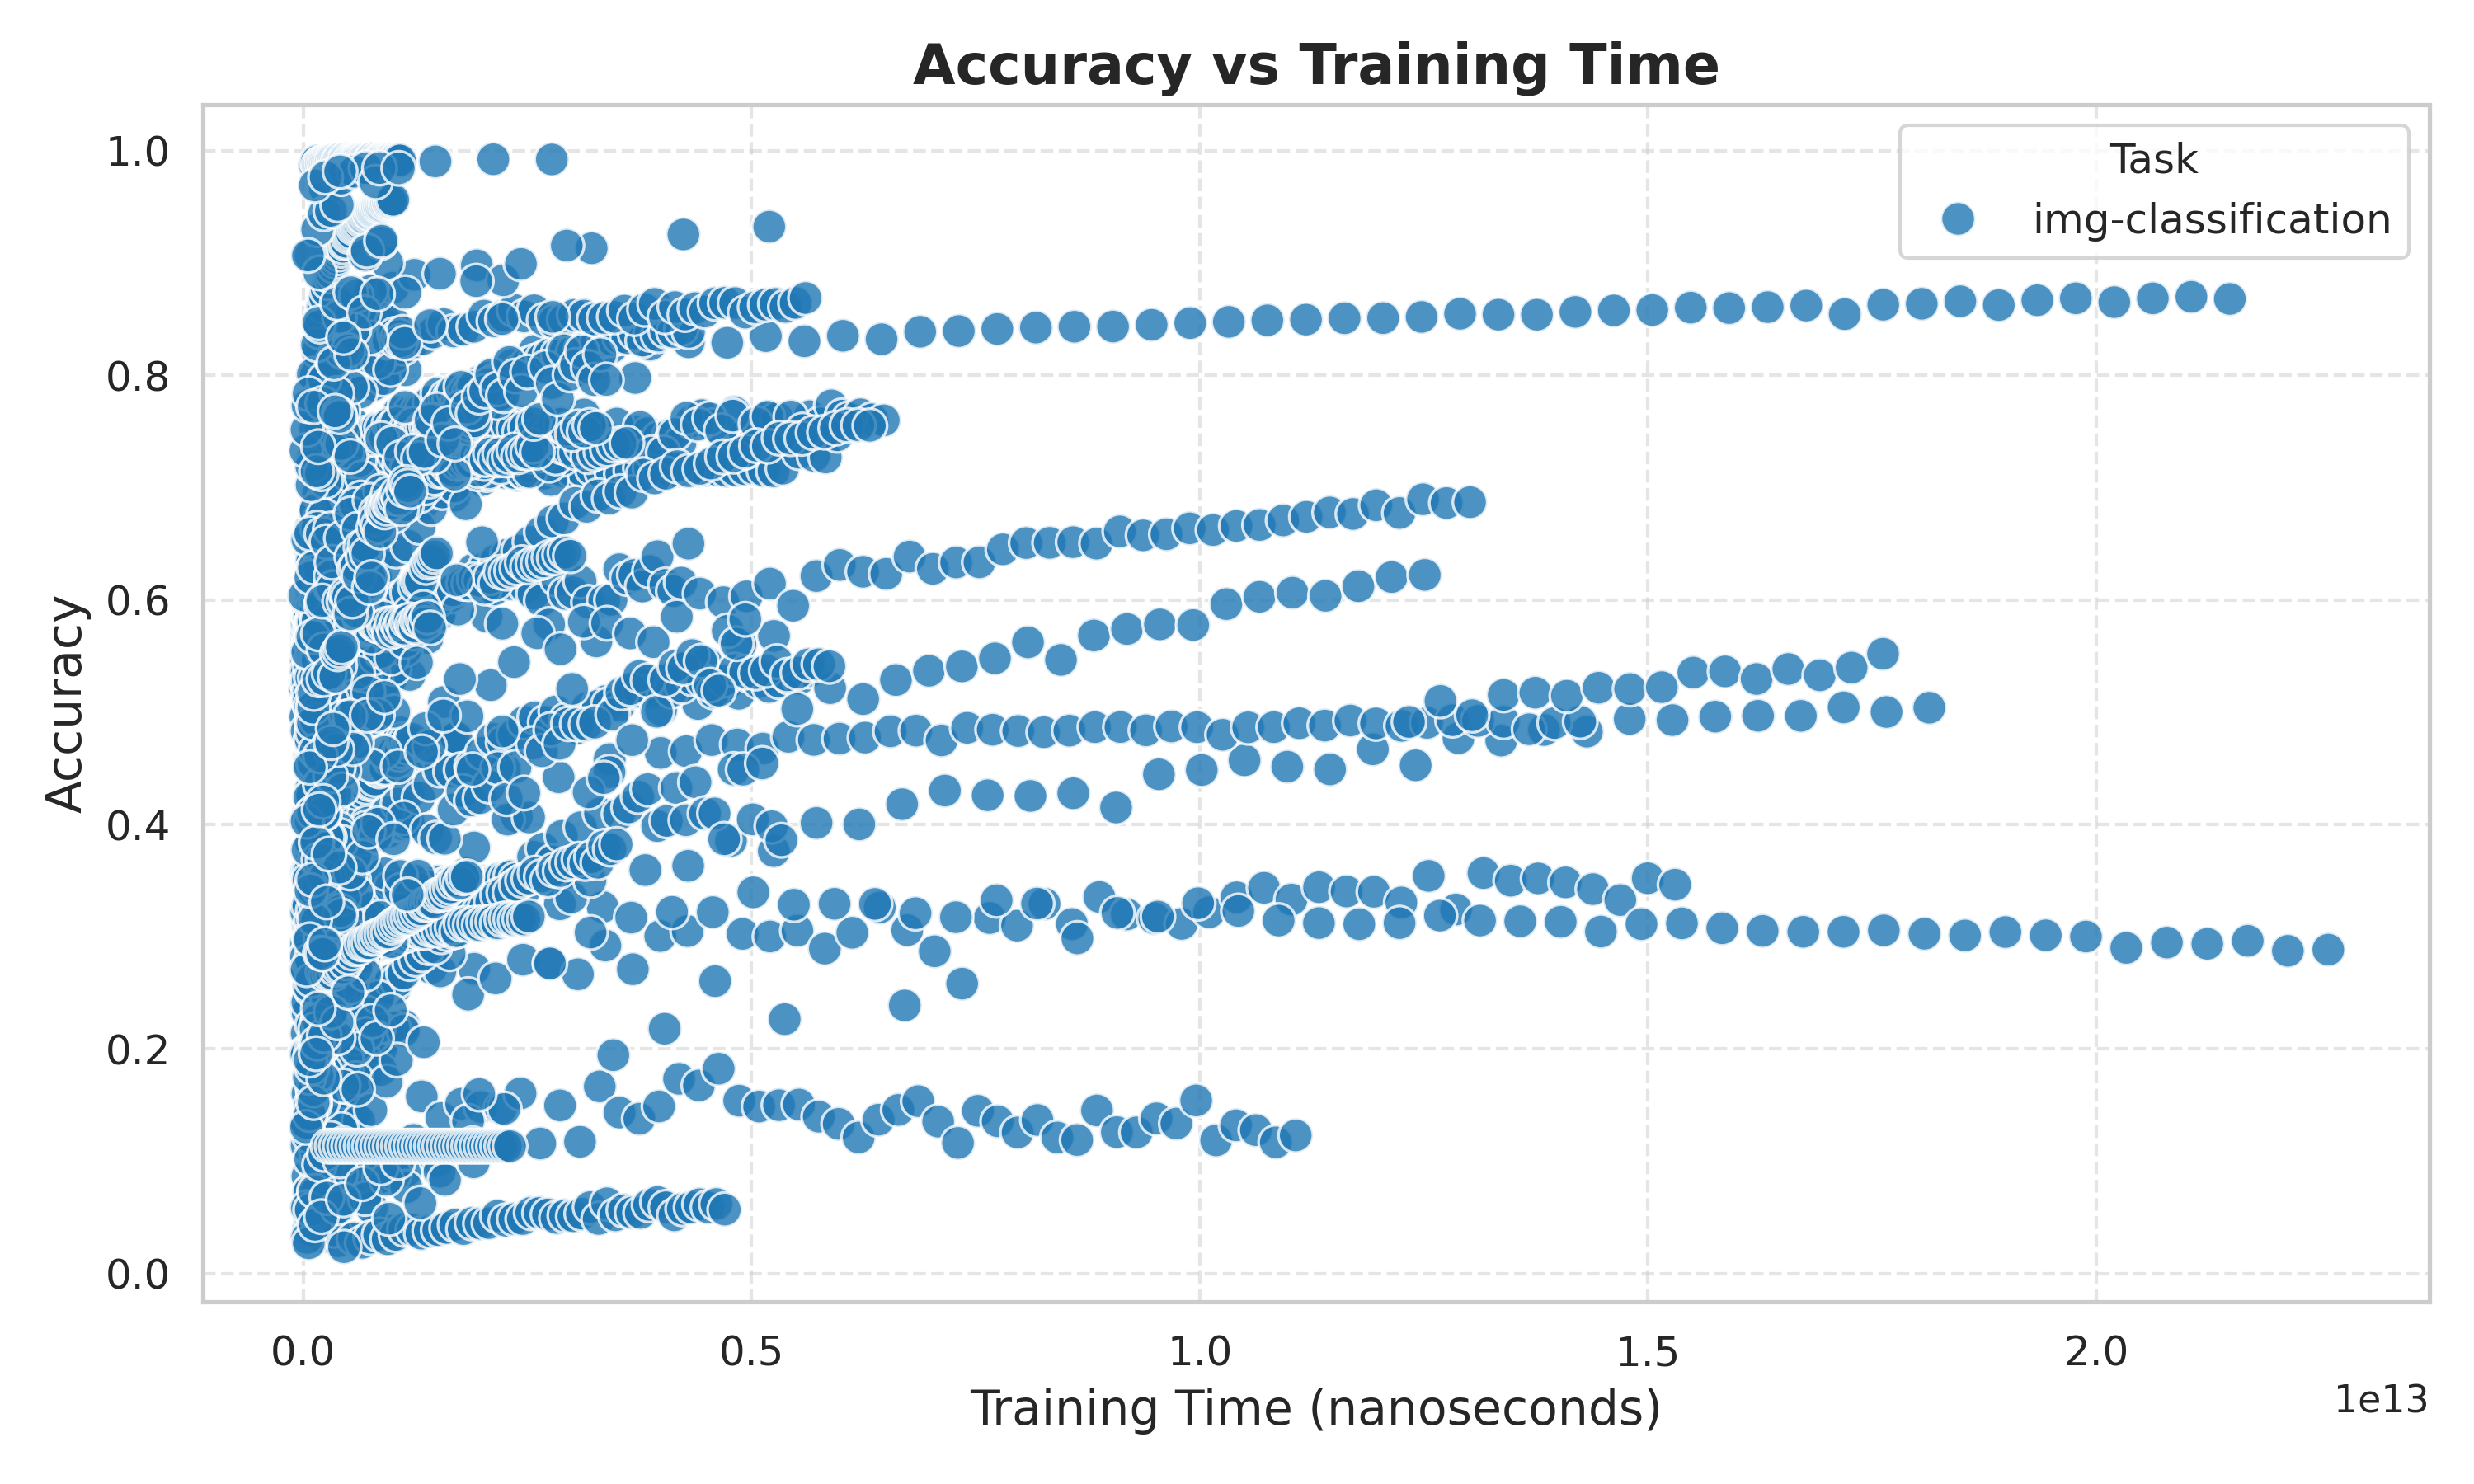 Accuracy vs Training Time
Task
img-classification
Accuracy
1.0
0.8
0.6
0.4
0.2
0.0
0.0
0.5
1.0
1.5
2.0
1e13
Training Time (nanoseconds)